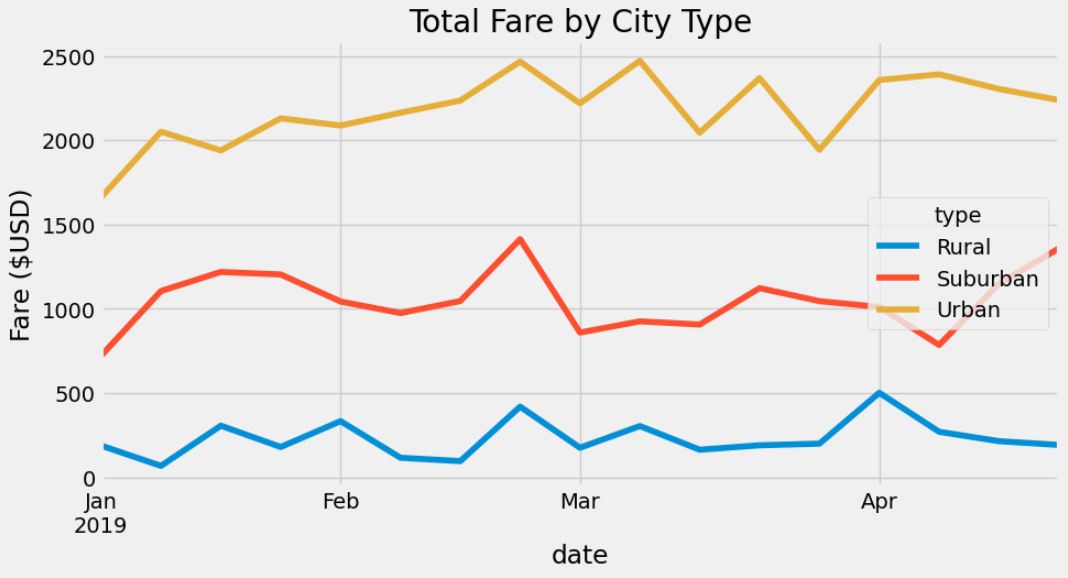 Total Fare by City Type
Fare ($USD)
2500
2000
1500
1000
500
0
type
Rural
Suburban
Urban
Jan Feb Mar Apr
2019
date